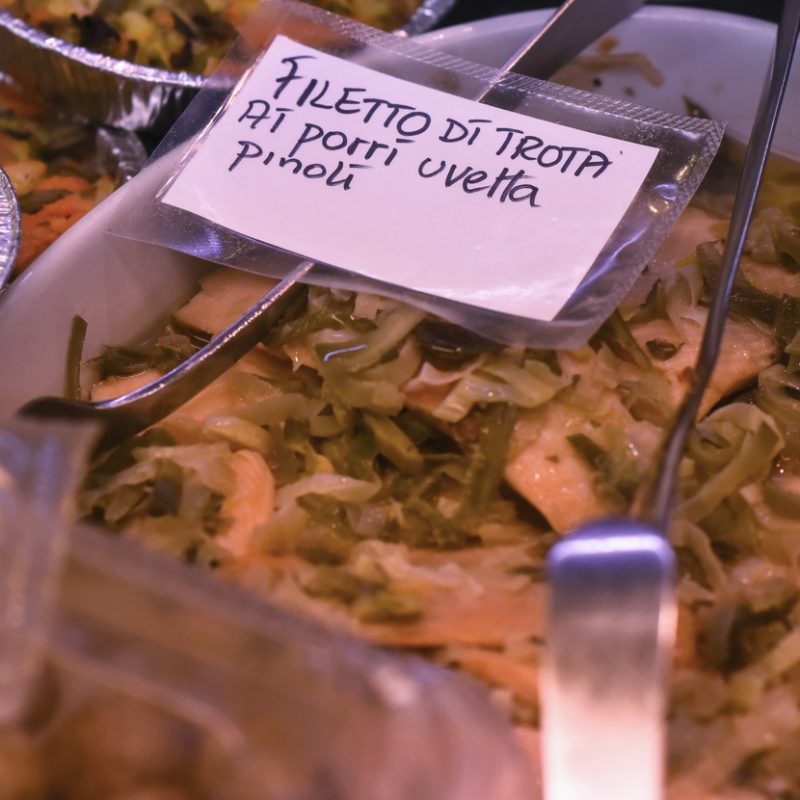 FILETTO DI TROTA
Ai porri uvetta
pinoli